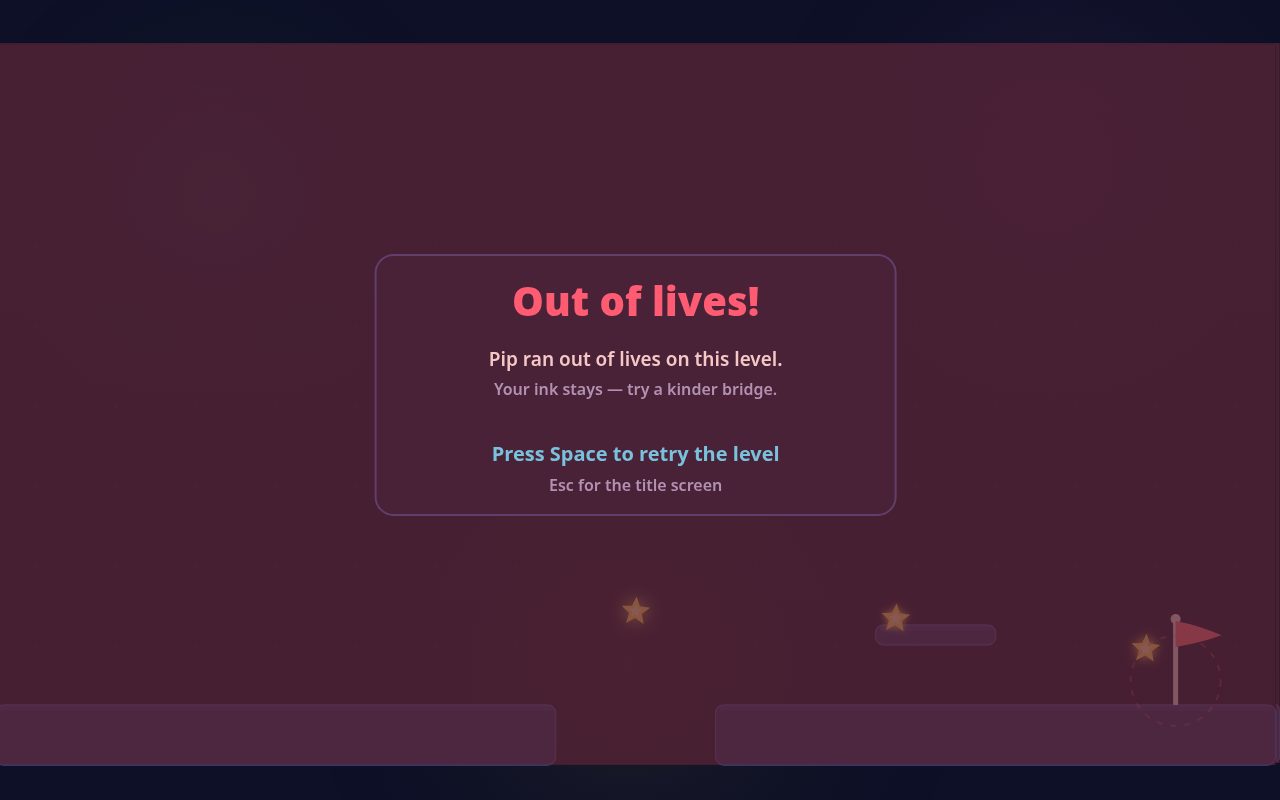 Out of lives!
Pip ran out of lives on this level.
Your ink stays — try a kinder bridge.
Press Space to retry the level
Esc for the title screen